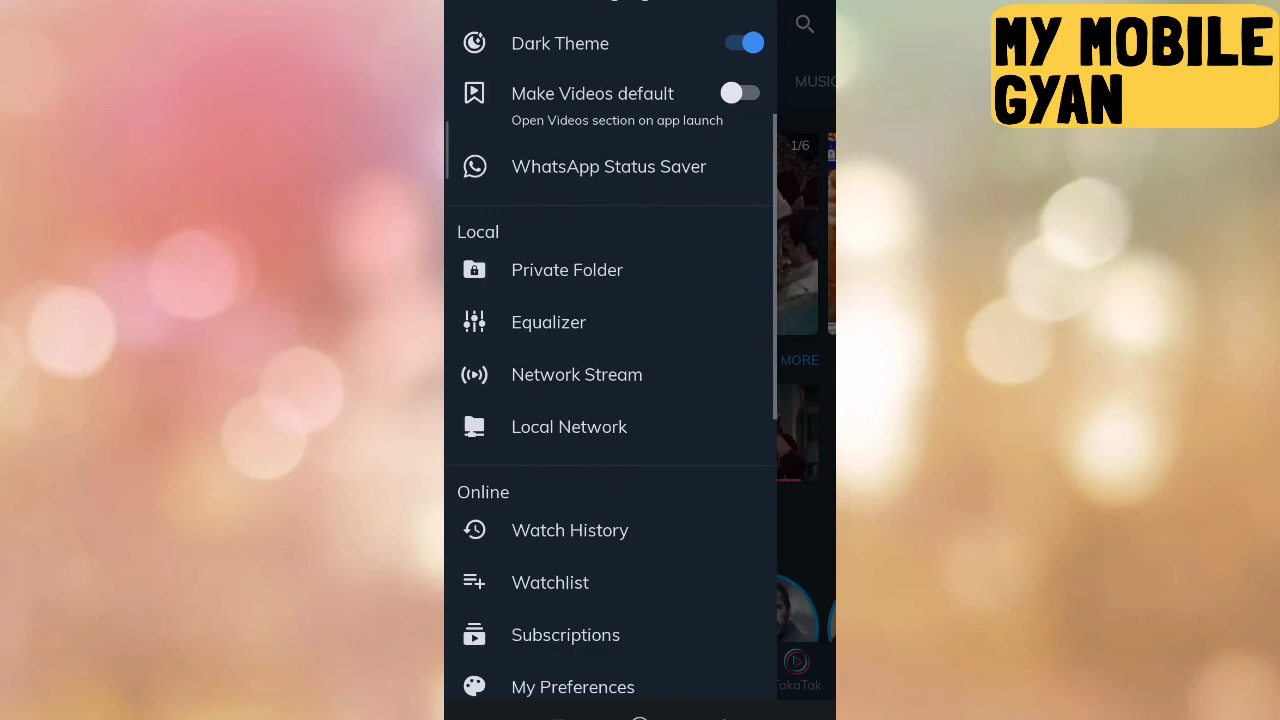 MY MOBILE
GYAN
Dark Theme
MUSIC
Make Videos default
Open Videos section on app launch
1/6
WhatsApp Status Saver
Local
Private Folder
Equalizer
MORE
Network Stream
Local Network
Online
Watch History
Watchlist
Subscriptions
My Preferences
TakaTak